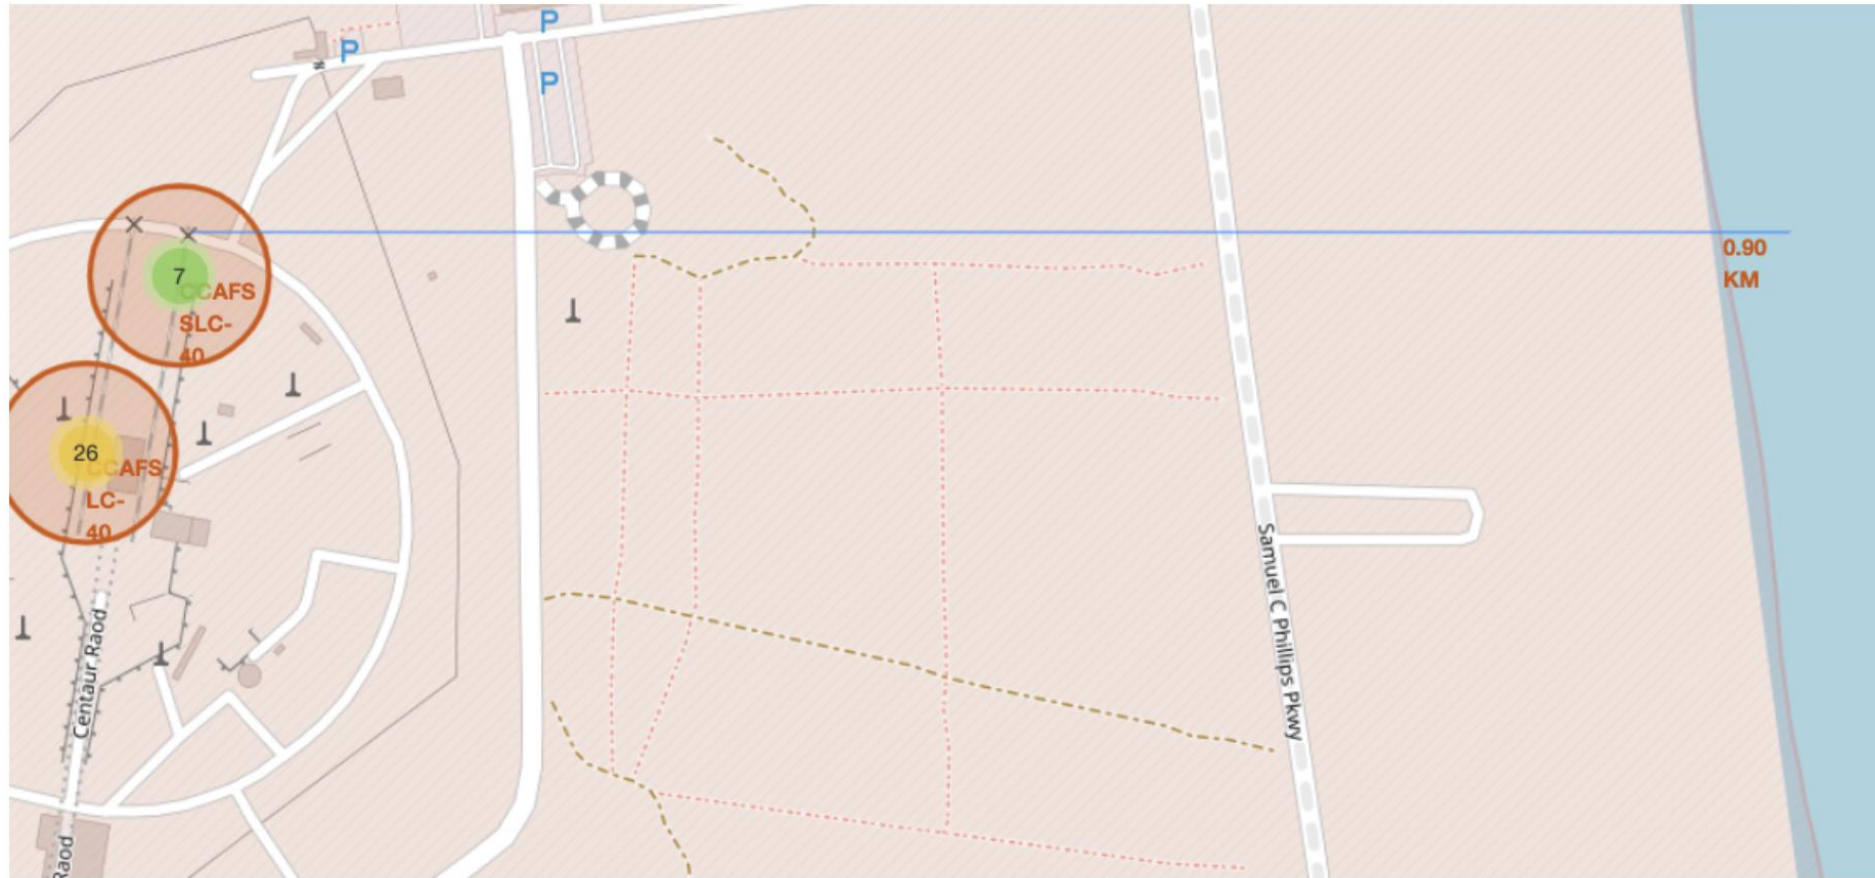 P
P
P
7
CCAFS
SLC-
40
0.90
KM
26
CCAFS
LC-
40
Samuel C Phillips Pkwy
Centaur Raod
Raod